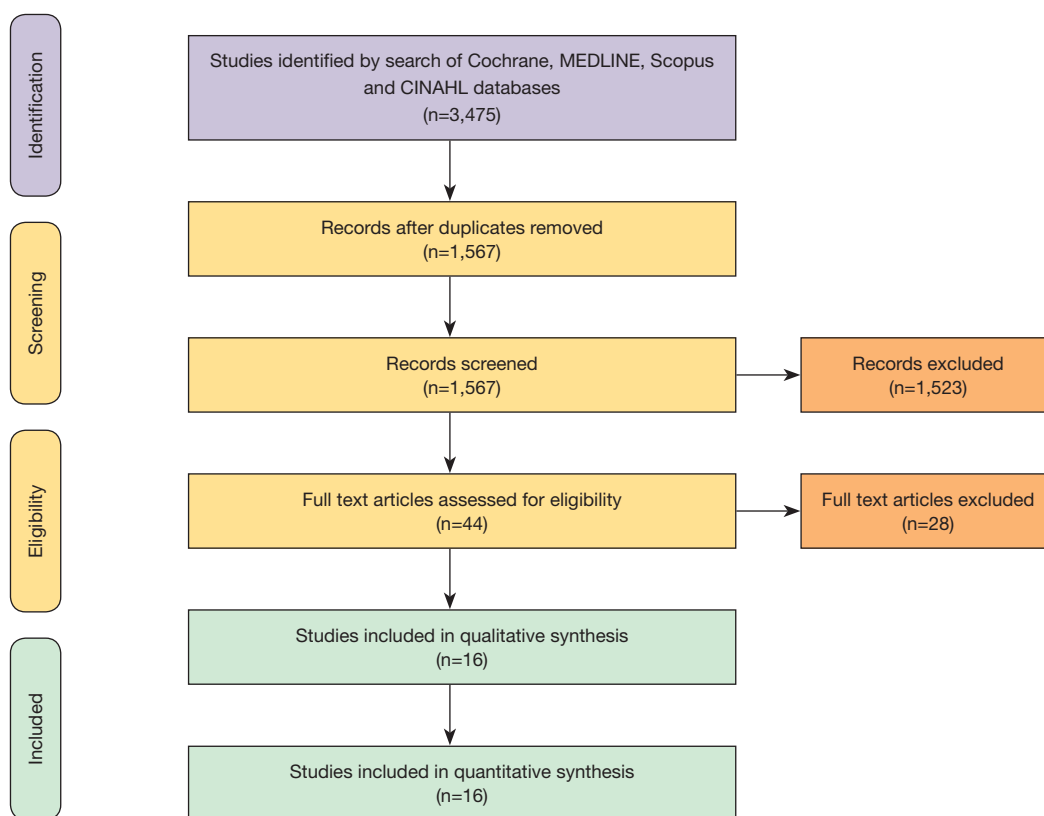 Identification
Studies identified by search of Cochrane, MEDLINE, Scopus
and CINAHL databases
(n=3,475)
Screening
Records after duplicates removed
(n=1,567)
Records screened
(n=1,567)
Records excluded
(n=1,523)
Eligibility
Full text articles assessed for eligibility
(n=44)
Full text articles excluded
(n=28)
Included
Studies included in qualitative synthesis
(n=16)
Studies included in quantitative synthesis
(n=16)